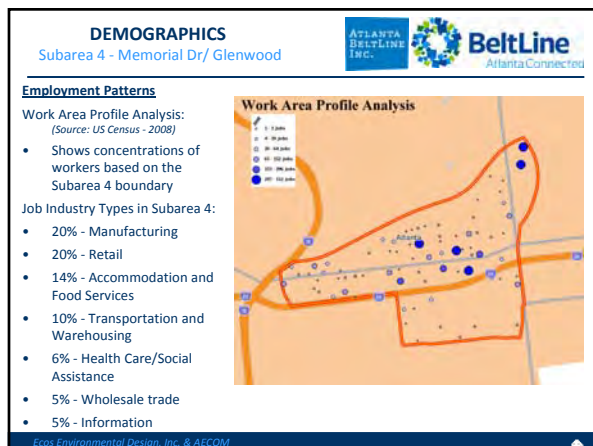 DEMOGRAPHICS
Subarea 4 - Memorial Dr/ Glenwood
ATLANTA
BELTLINE
INC.
BeltLine
Atlanta Connected
Employment Patterns
Work Area Profile Analysis:
(Source: US Census - 2008)
• Shows concentrations of
workers based on the
Subarea 4 boundary
Job Industry Types in Subarea 4:
• 20% - Manufacturing
• 20% - Retail
• 14% - Accommodation and
Food Services
• 10% - Transportation and
Warehousing
• 6% - Health Care/Social
Assistance
• 5% - Wholesale trade
• 5% - Information
Work Area Profile Analysis
Atlanta
Ecos Environmental Design, Inc. & AECOM